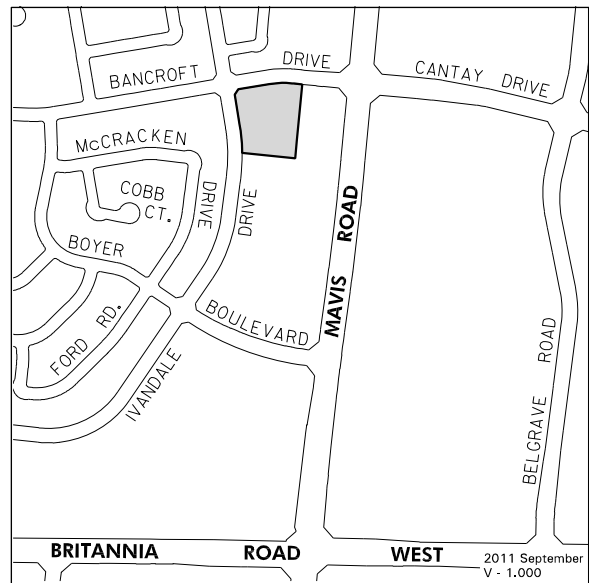 BANCROFT DRIVE
CANTAY DRIVE
McCRACKEN DRIVE
COBB
CT.
BOYER BOULEVARD
FORD RD.
IVANDALE DRIVE
MAVIS ROAD
BELGRAVE ROAD
BRITANNIA ROAD WEST
2011 September
V - 1.000